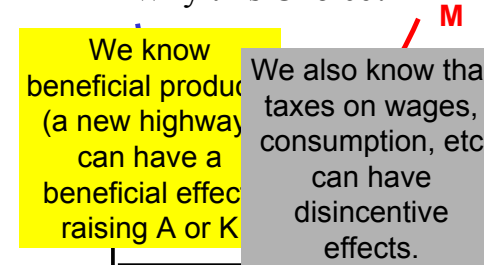 M
We know
beneficial produc
(a new highway
can have a
beneficial effec
raising A or K
We also know tha
taxes on wages,
consumption, etc
can have
disincentive
effects.